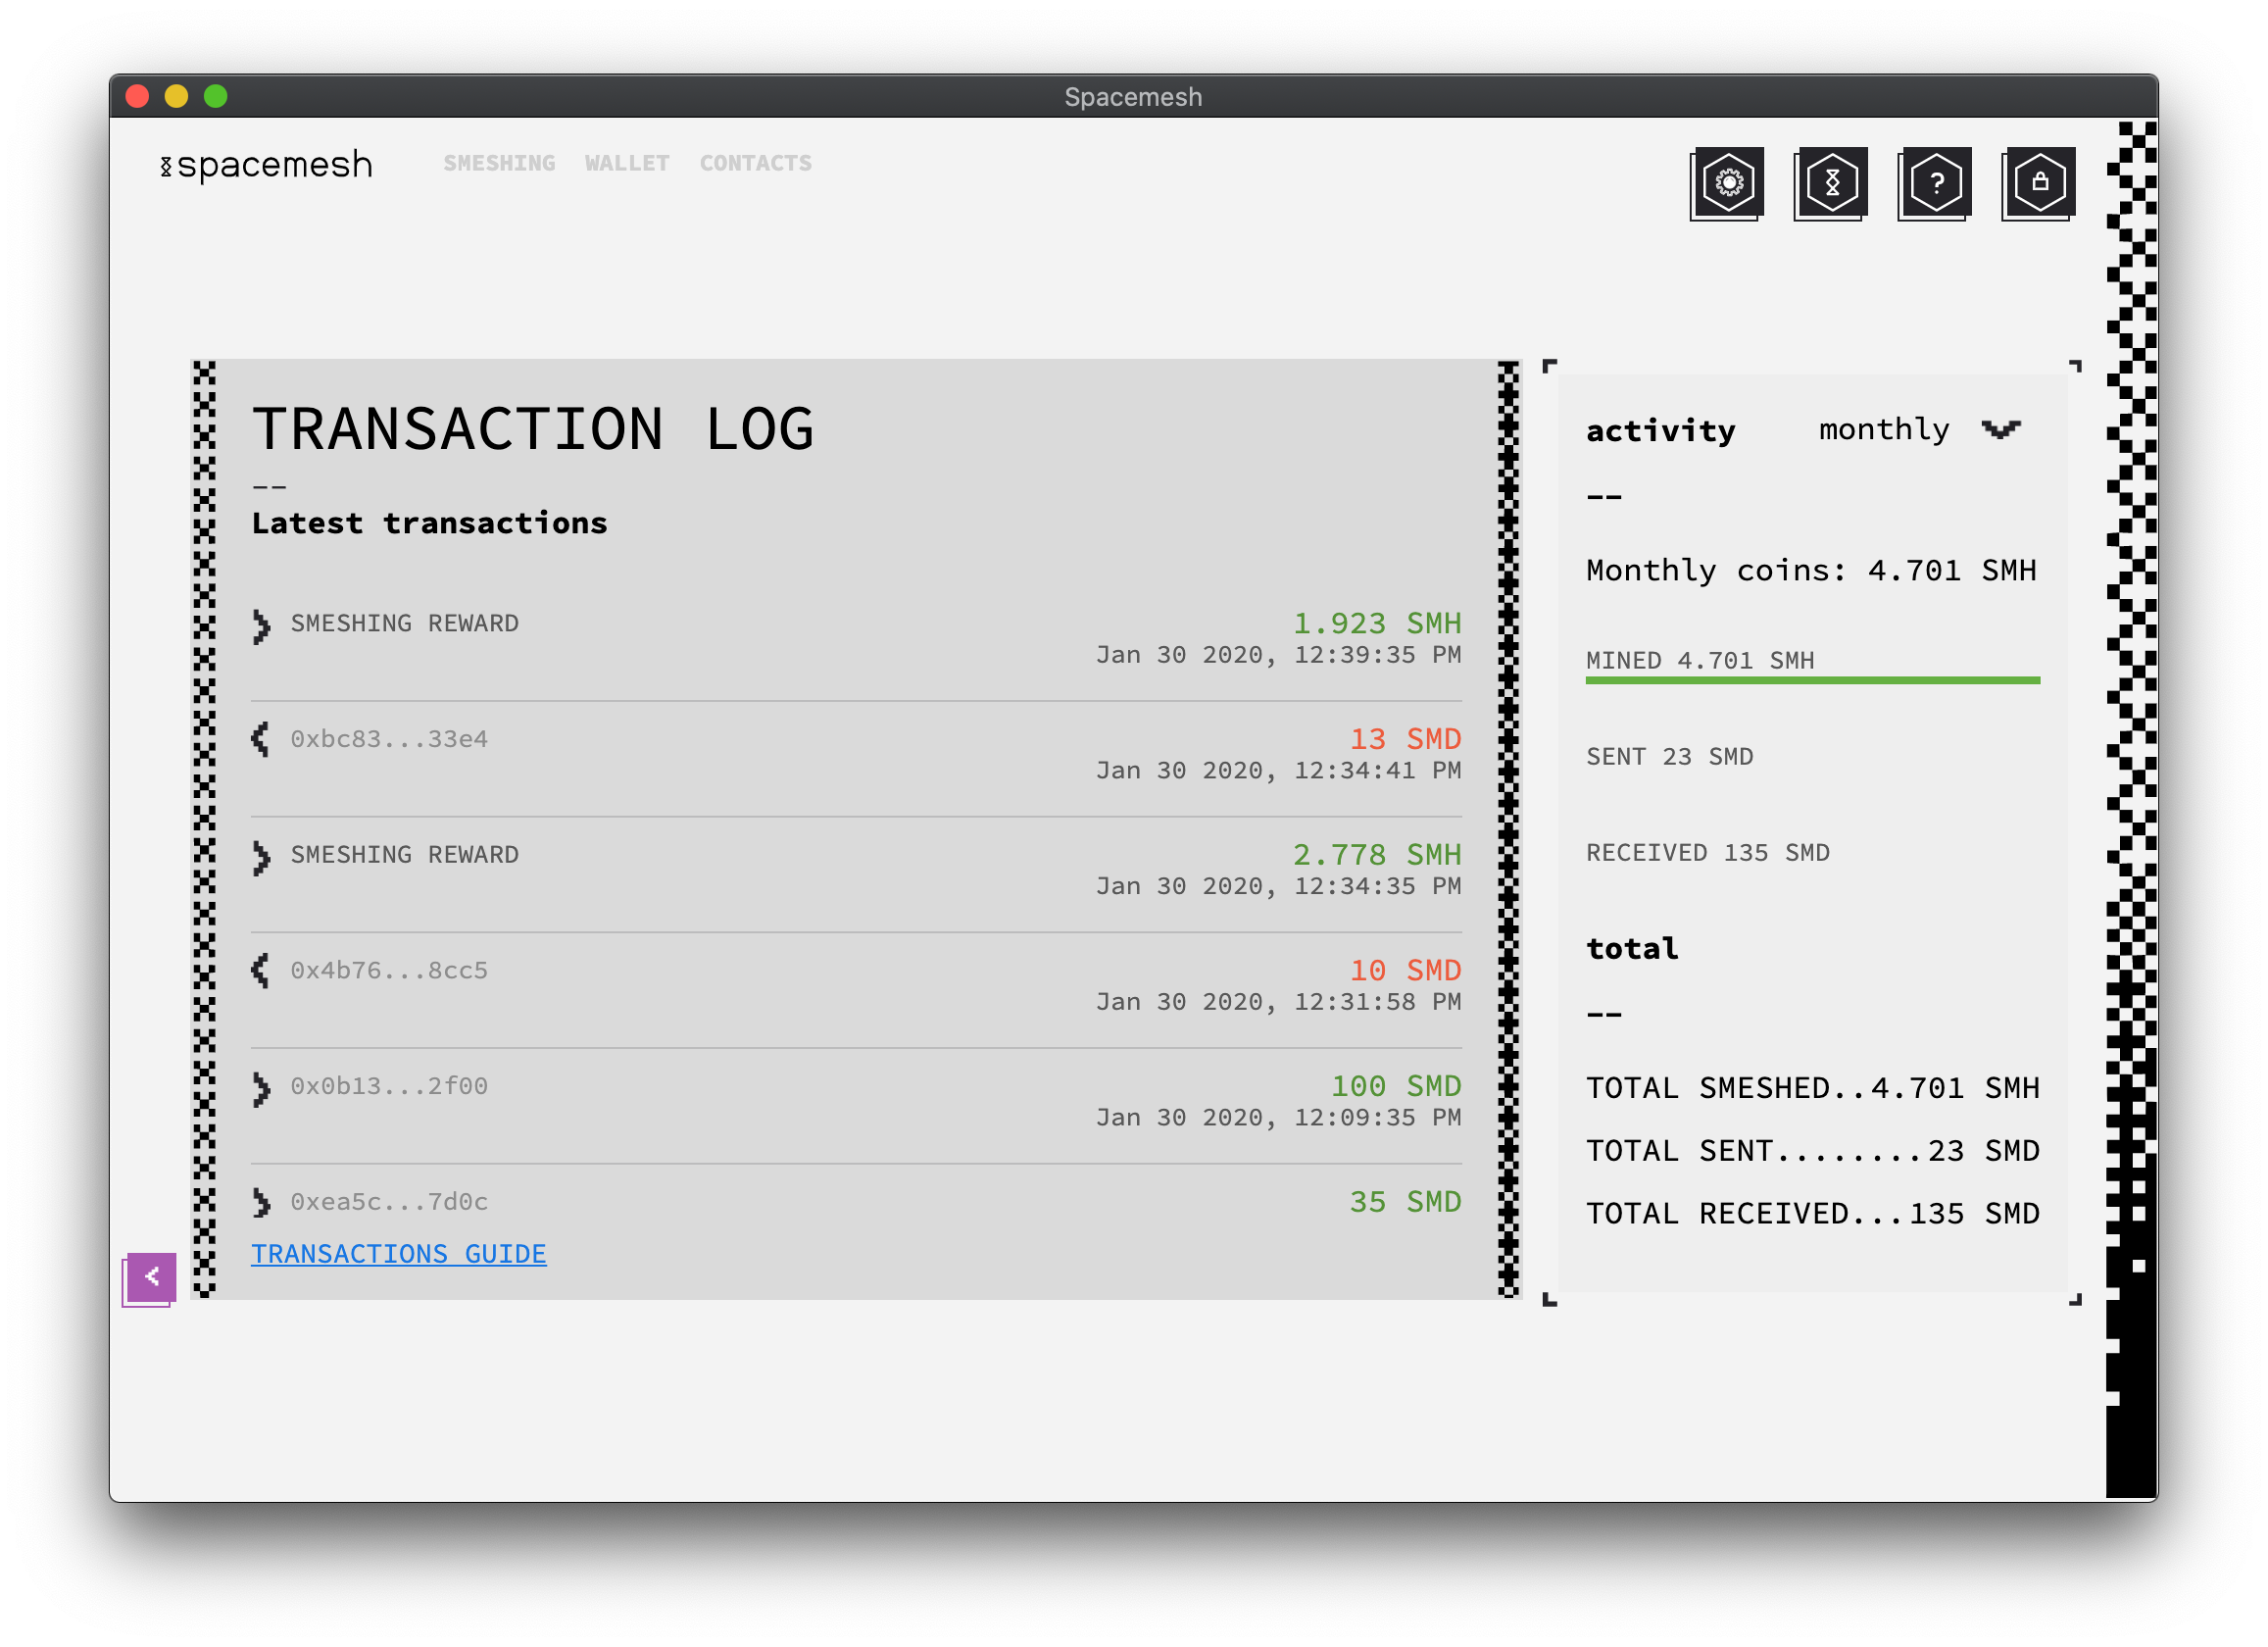 Spacemesh
spacemesh SMESHING WALLET CONTACTS
?
TRANSACTION LOG
--
Latest transactions
SMESHING REWARD 1.923 SMH
Jan 30 2020, 12:39:35 PM
0xbc83...33e4 13 SMD
Jan 30 2020, 12:34:41 PM
SMESHING REWARD 2.778 SMH
Jan 30 2020, 12:34:35 PM
0x4b76...8cc5 10 SMD
Jan 30 2020, 12:31:58 PM
0x0b13...2f00 100 SMD
Jan 30 2020, 12:09:35 PM
0xea5c...7d0c 35 SMD
TRANSACTIONS GUIDE
activity monthly
--
Monthly coins: 4.701 SMH
MINED 4.701 SMH
SENT 23 SMD
RECEIVED 135 SMD
total
--
TOTAL SMESHED..4.701 SMH
TOTAL SENT........23 SMD
TOTAL RECEIVED...135 SMD